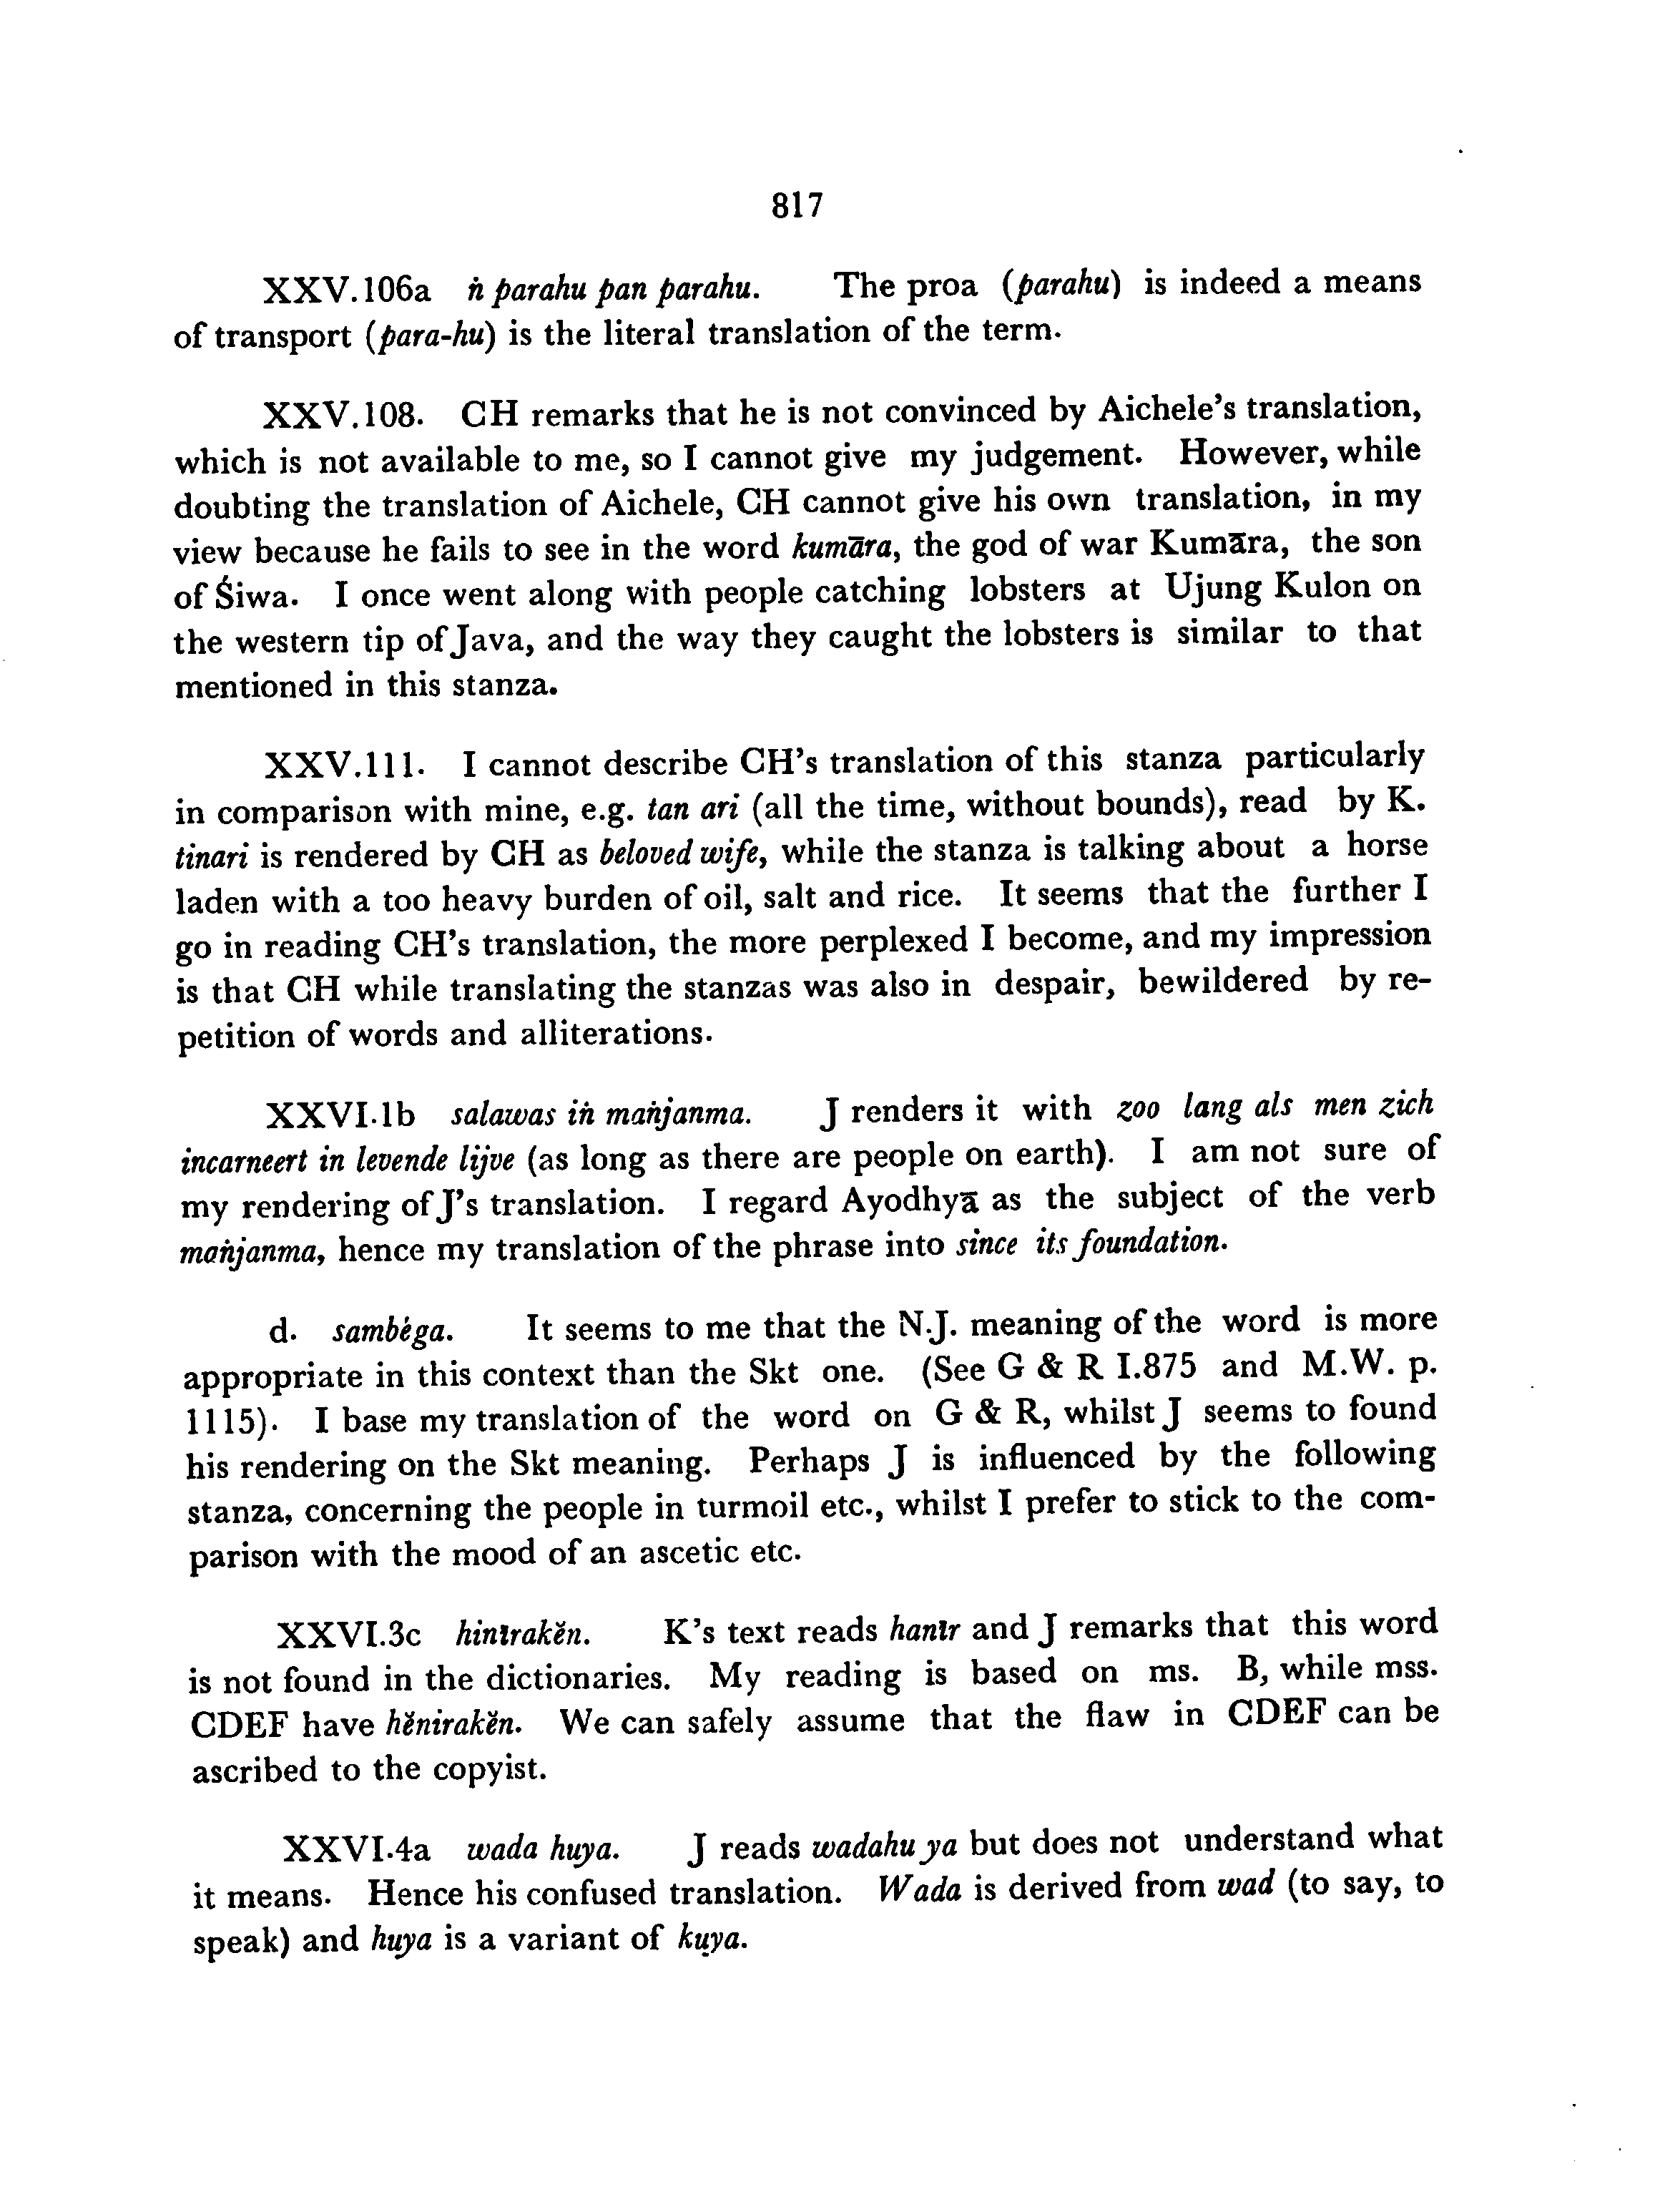 817
XXV.106a ṅ parahu pan parahu. The proa (parahu) is indeed a means
of transport (para-hu) is the literal translation of the term.
XXV.108. CH remarks that he is not convinced by Aichele's translation,
which is not available to me, so I cannot give my judgement. However, while
doubting the translation of Aichele, CH cannot give his own translation, in my
view because he fails to see in the word kumāra, the god of war Kumāra, the son
of Śiwa. I once went along with people catching lobsters at Ujung Kulon on
the western tip of Java, and the way they caught the lobsters is similar to that
mentioned in this stanza.
XXV.111. I cannot describe CH's translation of this stanza particularly
in comparison with mine, e.g. tan ari (all the time, without bounds), read by K.
tinari is rendered by CH as beloved wife, while the stanza is talking about a horse
laden with a too heavy burden of oil, salt and rice. It seems that the further I
go in reading CH's translation, the more perplexed I become, and my impression
is that CH while translating the stanzas was also in despair, bewildered by re-
petition of words and alliterations.
XXVI.1b salawas iṅ maṅjanma. J renders it with zoo lang als men zich
incarneert in levende lijve (as long as there are people on earth). I am not sure of
my rendering of J's translation. I regard Ayodhyā as the subject of the verb
maṅjanma, hence my translation of the phrase into since its foundation.
d. sambéga. It seems to me that the N.J. meaning of the word is more
appropriate in this context than the Skt one. (See G & R I.875 and M.W. p.
1115). I base my translation of the word on G & R, whilst J seems to found
his rendering on the Skt meaning. Perhaps J is influenced by the following
stanza, concerning the people in turmoil etc., whilst I prefer to stick to the com-
parison with the mood of an ascetic etc.
XXVI.3c hinīrakĕn. K's text reads hanīr and J remarks that this word
is not found in the dictionaries. My reading is based on ms. B, while mss.
CDEF have hĕnirakĕn. We can safely assume that the flaw in CDEF can be
ascribed to the copyist.
XXVI.4a wada huya. J reads wadahu ya but does not understand what
it means. Hence his confused translation. Wada is derived from wad (to say, to
speak) and huya is a variant of kụya.